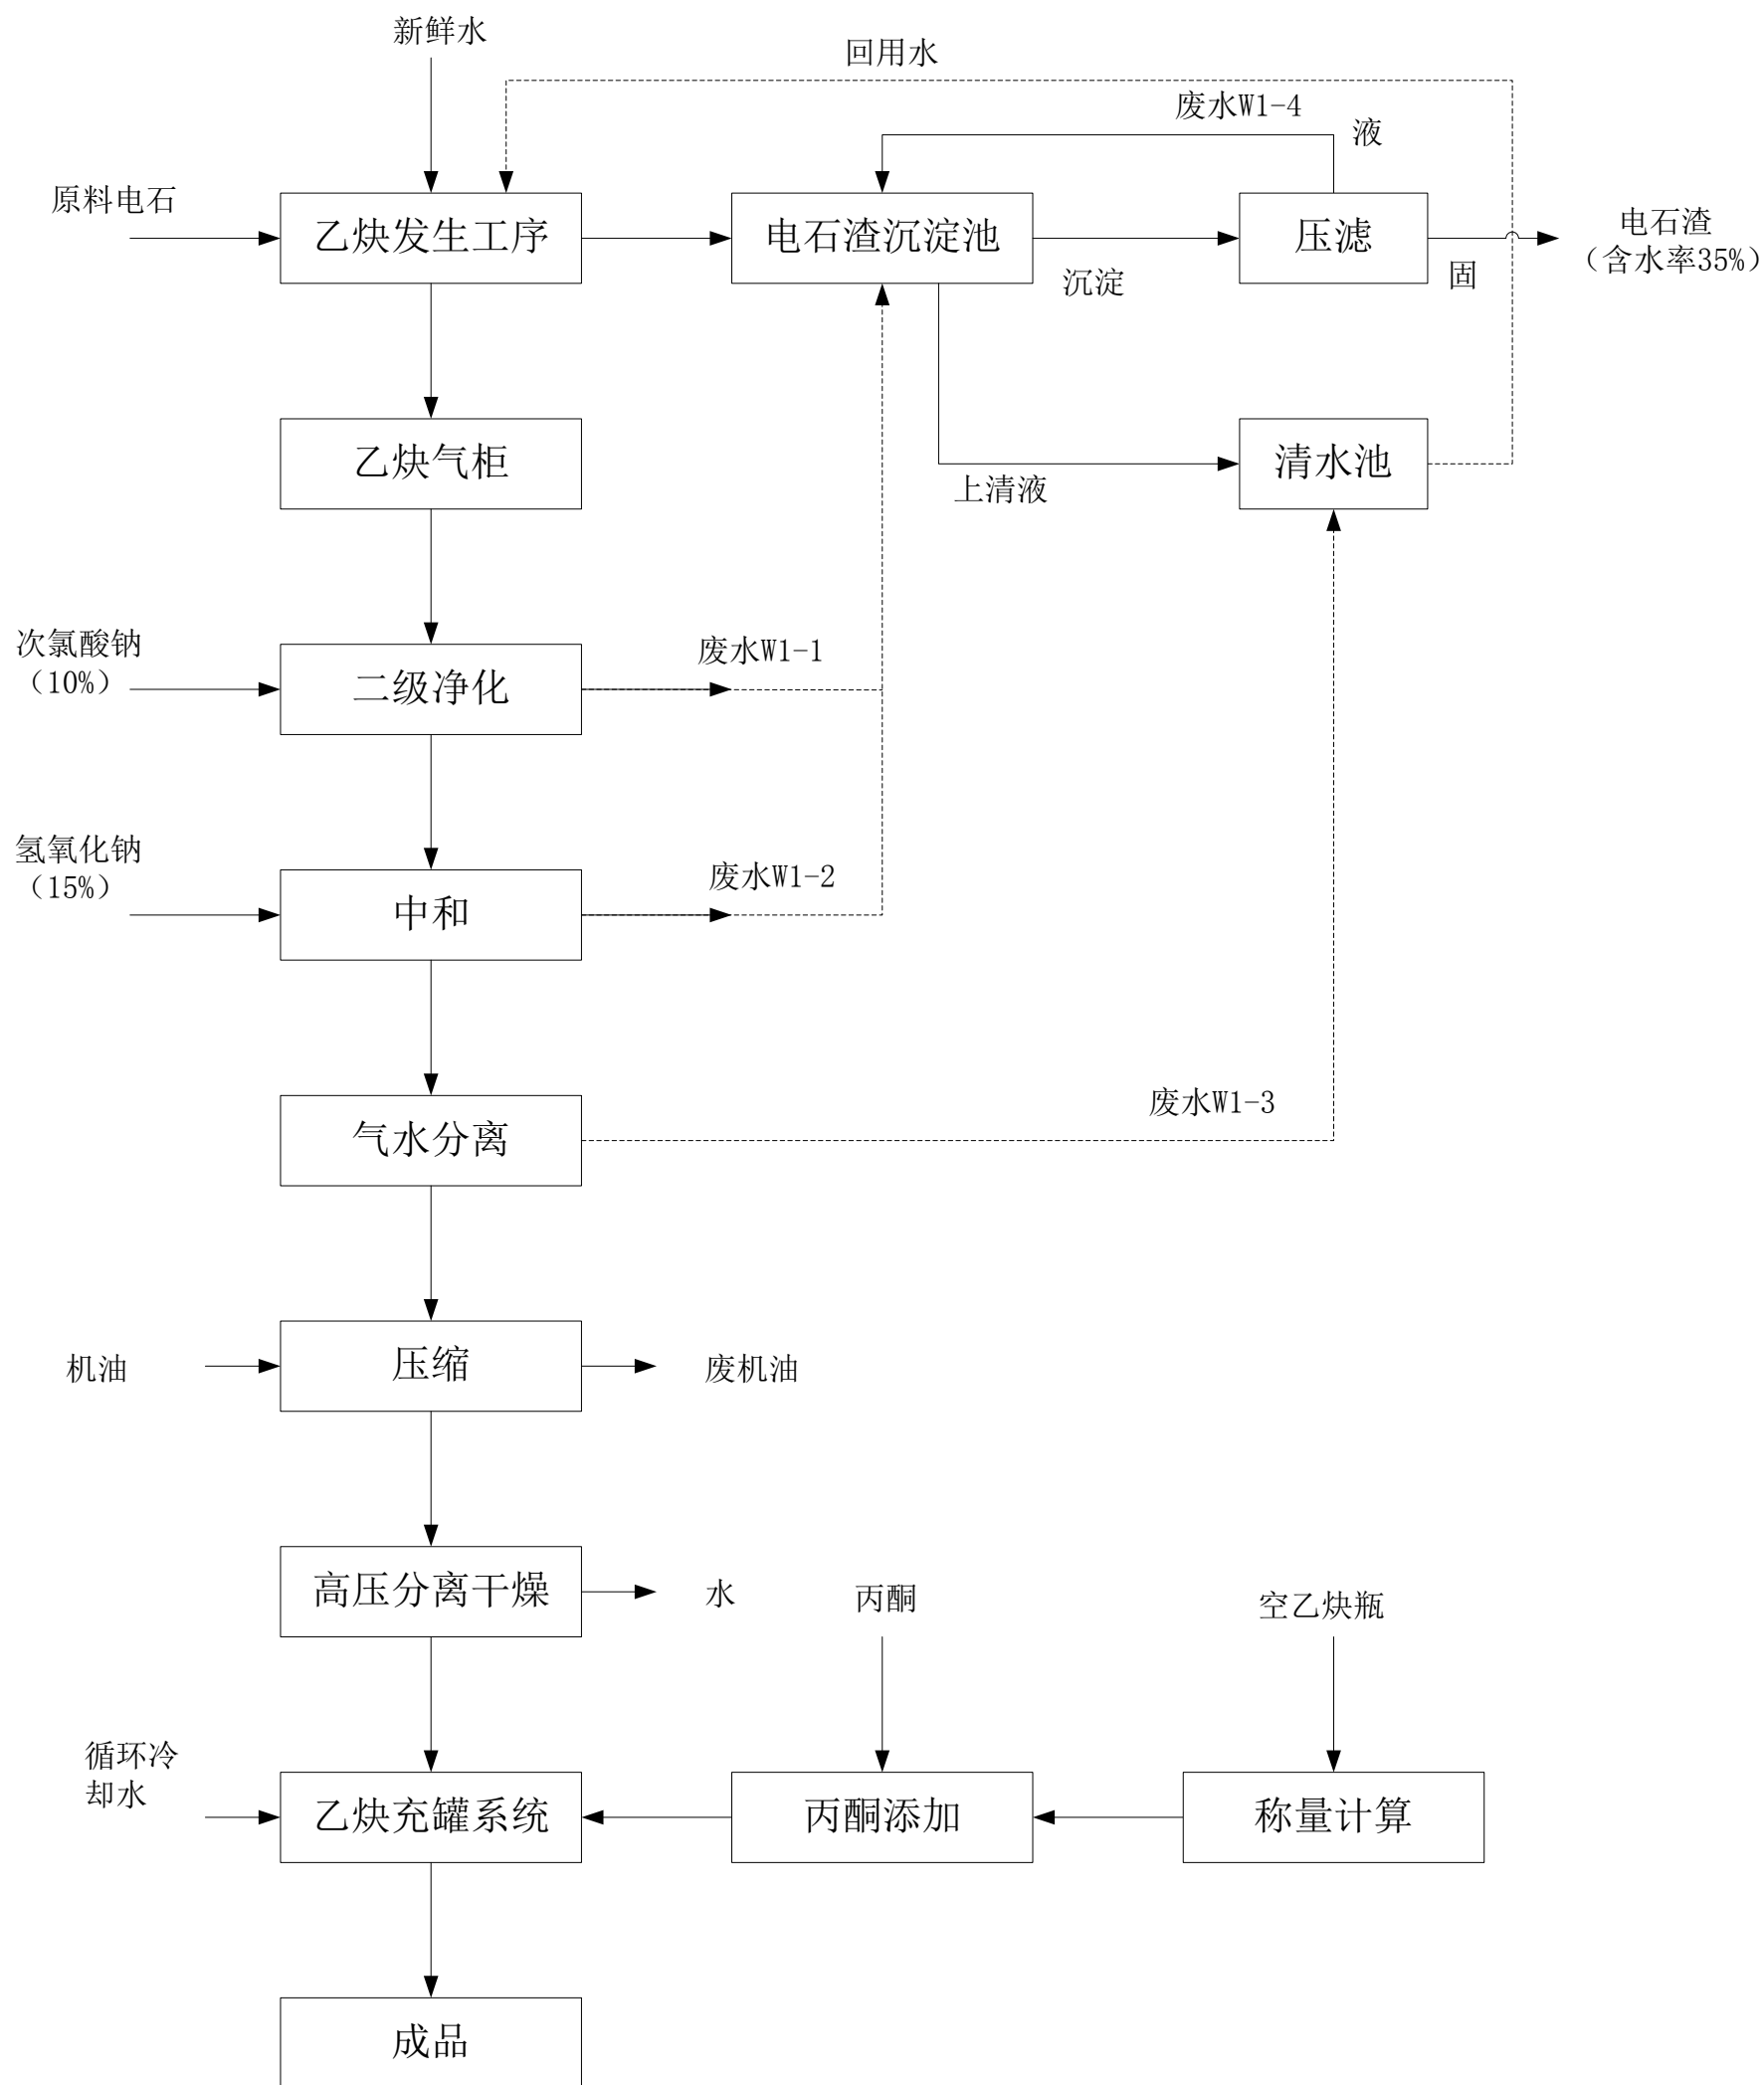 新鲜水
回用水
废水W1-4
液
原料电石
乙炔发生工序
电石渣沉淀池
压滤
电石渣
（含水率35%）
沉淀
固
乙炔气柜
清水池
上清液
次氯酸钠
（10%）
二级净化
废水W1-1
氢氧化钠
（15%）
中和
废水W1-2
气水分离
废水W1-3
机油
压缩
废机油
高压分离干燥
水
丙酮
空乙炔瓶
循环冷
却水
乙炔充罐系统
丙酮添加
称量计算
成品